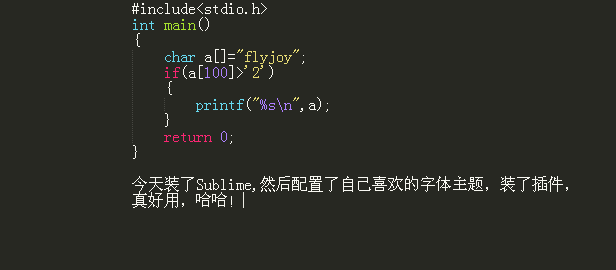 #include<stdio.h>
int main()
{
    char a[]="flyjoy";
    if(a[100]>'2')
    {
        printf("%s\n",a);
    }
    return 0;
}
今天装了Sublime,然后配置了自己喜欢的字体主题，装了插件，
真好用，哈哈!